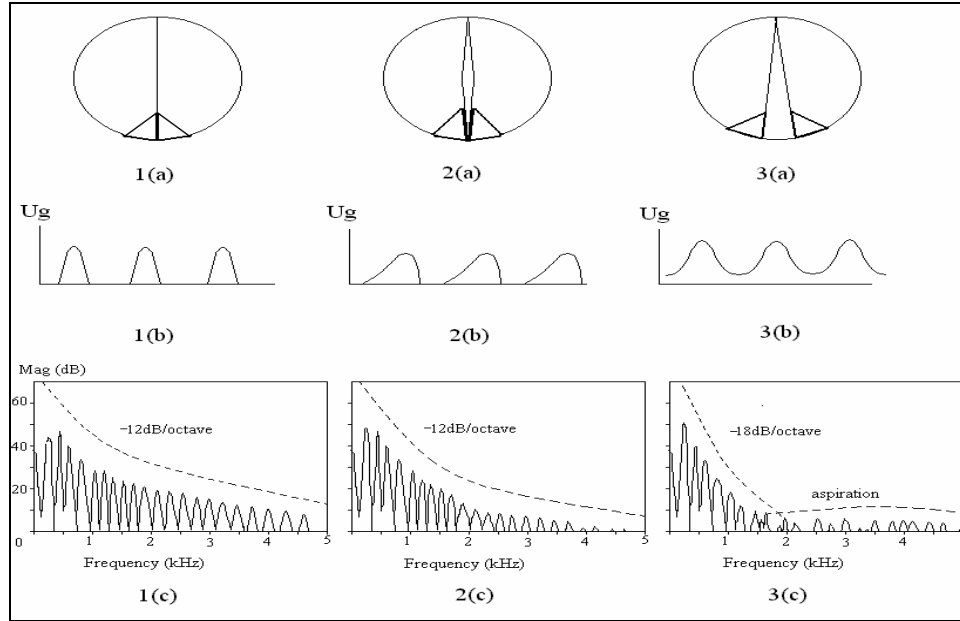 1(a) 2(a) 3(a)
Ug Ug Ug
1(b) 2(b) 3(b)
Mag (dB)
60
40
20
0
-12dB/octave
-12dB/octave
-18dB/octave
aspiration
1 2 3 4 5
1 2 3 4 5
1 2 3 4
Frequency (kHz) Frequency (kHz) Frequency (kHz)
1(c) 2(c) 3(c)